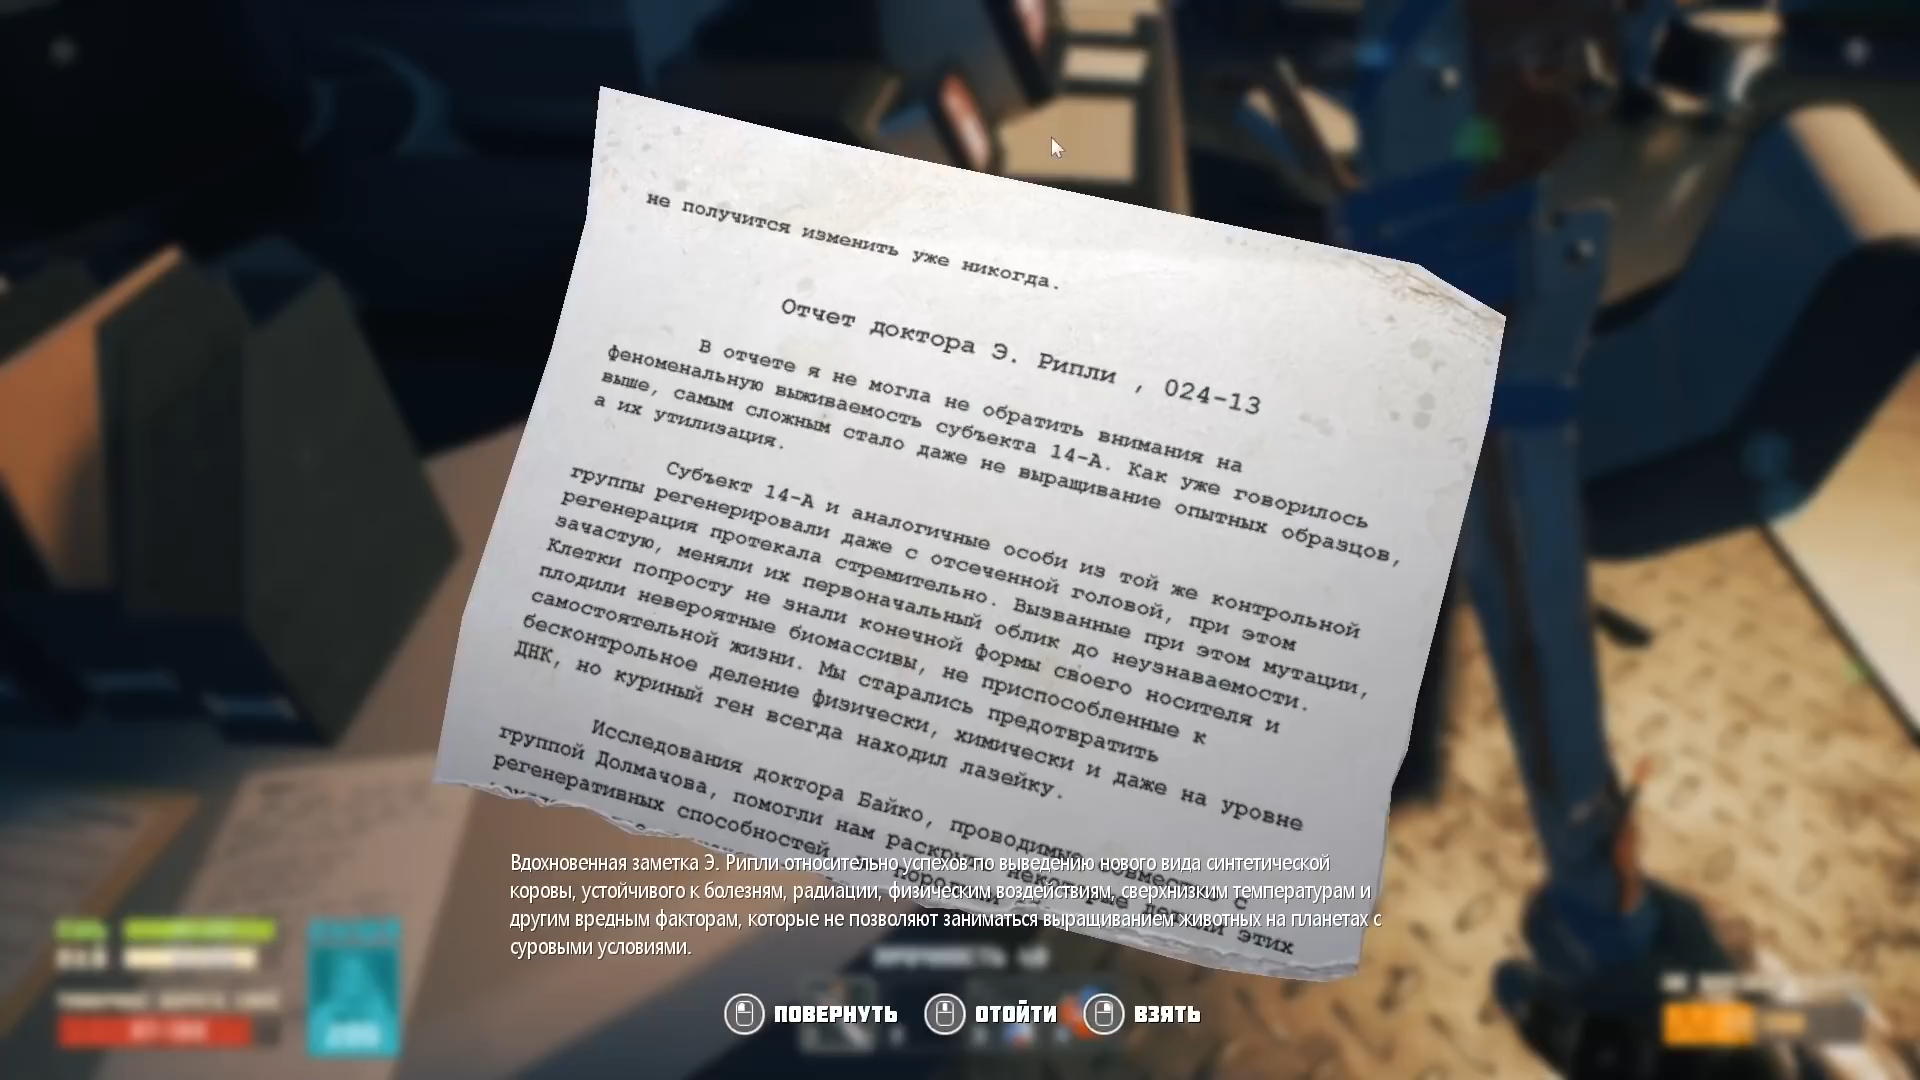 не получится изменить уже никогда.
Отчет доктора Э. Рипли , 024-13
В отчете я не могла не обратить внимания на
феноменальную выживаемость субъекта 14-А. Как уже говорилось
выше, самым сложным стало даже не выращивание опытных образцов,
а их утилизация.
Субъект 14-А и аналогичные особи из той же контрольной
группы регенерировали даже с отсеченной головой, при этом
регенерация протекала стремительно. Вызванные при этом мутации,
зачастую, меняли их первоначальный облик до неузнаваемости.
Клетки попросту не знали конечной формы своего носителя и
плодили невероятные биомассивы, не приспособленные к
самостоятельной жизни. Мы старались предотвратить
бесконтрольное деление физически, химически и даже на уровне
ДНК, но куриный ген всегда находил лазейку.
Исследования доктора Байко, проводимые совместно с
группой Долмачова, помогли нам раскрыть некоторые детали этих
регенеративных способностей
Вдохновенная заметка Э. Рипли относительно успехов по выведению нового вида синтетической
коровы, устойчивого к болезням, радиации, физическим воздействиям, сверхнизким температурам и
другим вредным факторам, которые не позволяют заниматься выращиванием животных на планетах с
суровыми условиями.
ПОВЕРНУТЬ ОТОЙТИ ВЗЯТЬ